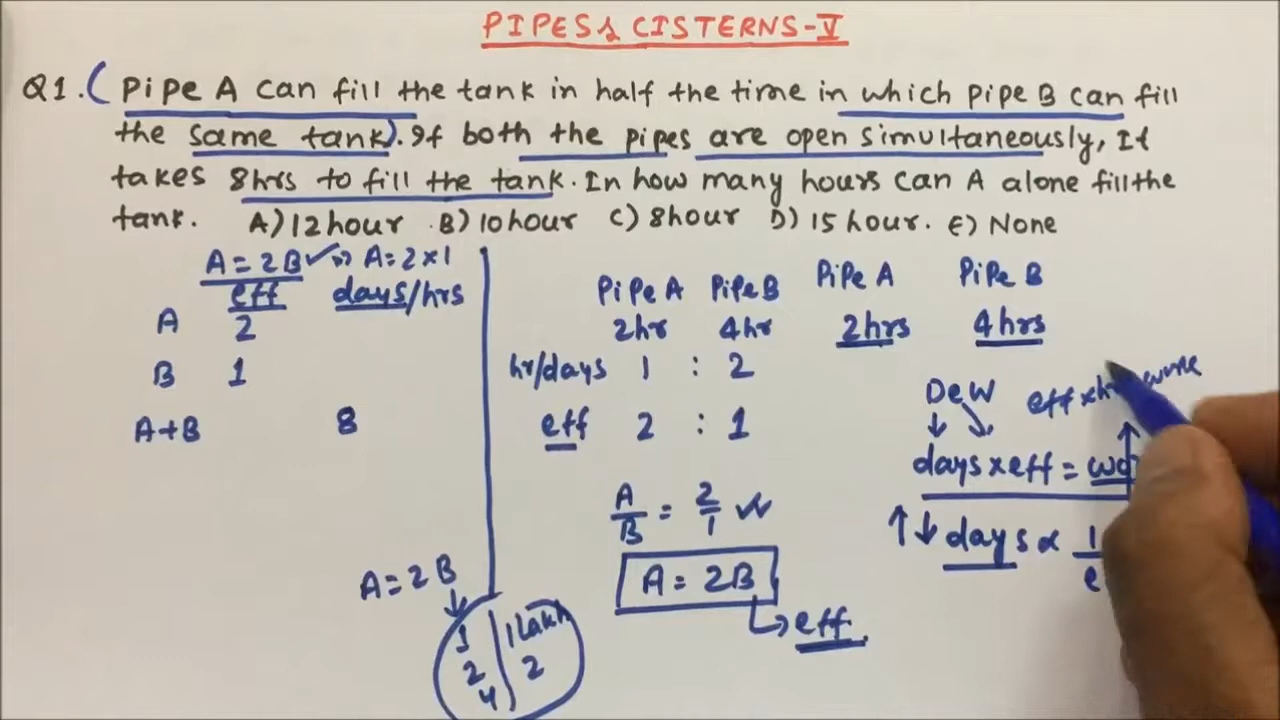 PIPES & CISTERNS-V
Q1. ( Pipe A can fill the tank in half the time in which Pipe B can fill
the same tank). If both the pipes are open simultaneously, It
takes 8hrs to fill the tank. In how many hours can A alone fill the
tank. A) 12 hour . B) 10 hour C) 8 hour D) 15 hour. E) None
A = 2B ✓ ⇒ A = 2×1
eff days/hrs
A 2
B 1
A+B 8
A = 2B
1 1 Lakh
2 2
4
Pipe A Pipe B Pipe A Pipe B
2hr 4hr 2hrs 4hrs
hr/days 1 : 2
eff 2 : 1
A/B = 2/1
A = 2B
→ eff.
DeW
days × eff =
↑↓ days ∝ 1/e